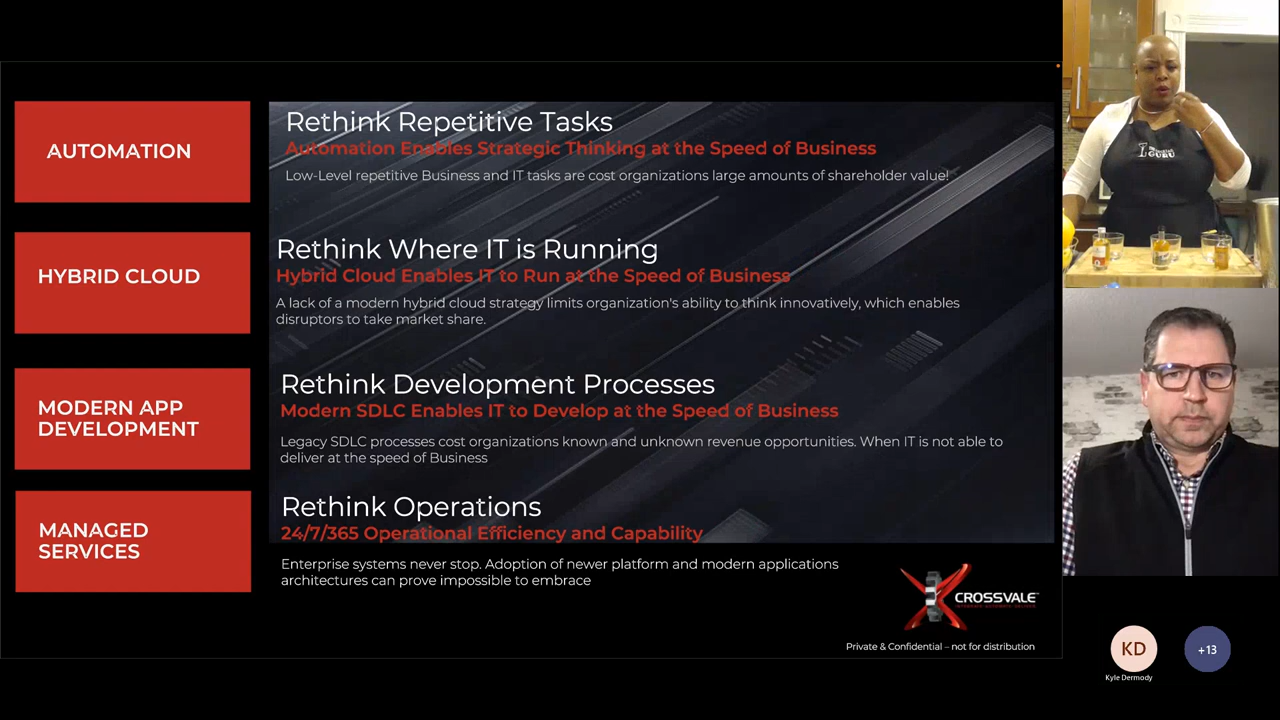 AUTOMATION
Rethink Repetitive Tasks
Automation Enables Strategic Thinking at the Speed of Business
Low-Level repetitive Business and IT tasks are cost organizations large amounts of shareholder value!
HYBRID CLOUD
Rethink Where IT is Running
Hybrid Cloud Enables IT to Run at the Speed of Business
A lack of a modern hybrid cloud strategy limits organization's ability to think innovatively, which enables
disruptors to take market share.
MODERN APP
DEVELOPMENT
Rethink Development Processes
Modern SDLC Enables IT to Develop at the Speed of Business
Legacy SDLC processes cost organizations known and unknown revenue opportunities. When IT is not able to
deliver at the speed of Business
MANAGED
SERVICES
Rethink Operations
24/7/365 Operational Efficiency and Capability
Enterprise systems never stop. Adoption of newer platform and modern applications
architectures can prove impossible to embrace
CROSSVALE™
Private & Confidential – not for distribution
GURU
KD
Kyle Dermody
+13